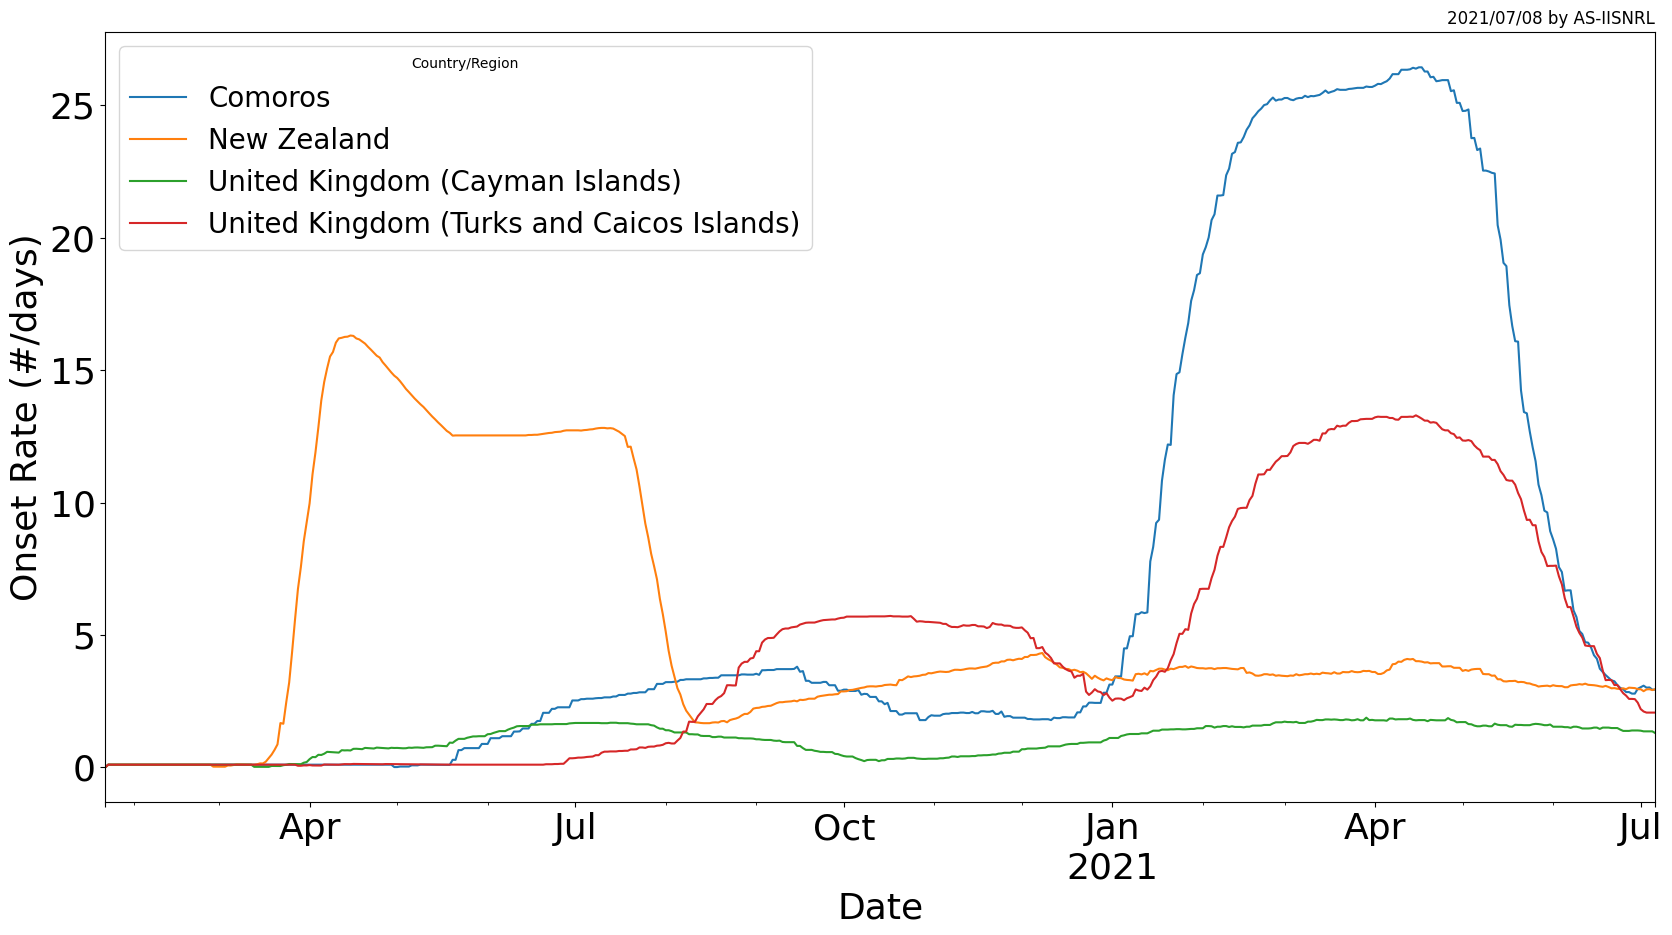 2021/07/08 by AS-IISNRL
Country/Region
Comoros
New Zealand
United Kingdom (Cayman Islands)
United Kingdom (Turks and Caicos Islands)
Onset Rate (#/days)
25
20
15
10
5
0
Apr
Jul
Oct
Jan
2021
Apr
Jul
Date